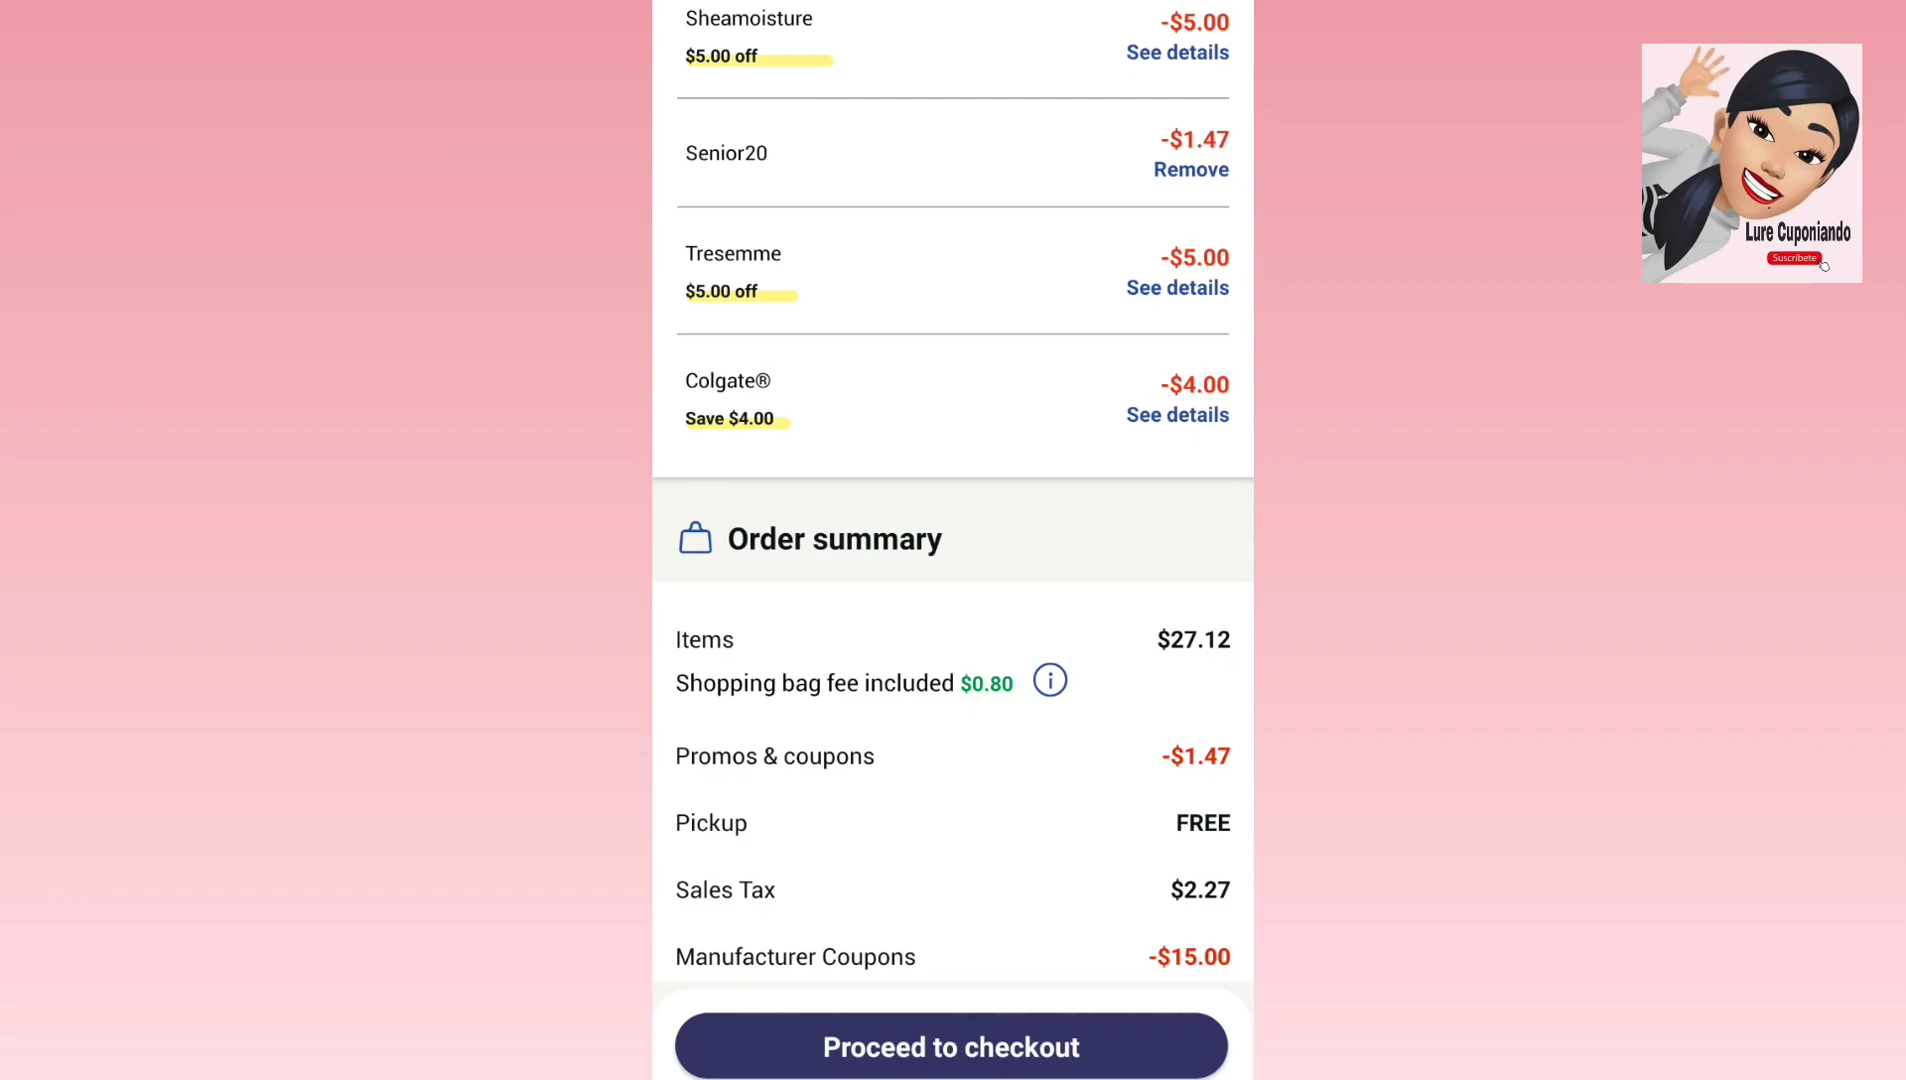 Sheamoisture
-$5.00
$5.00 off
See details
Senior20
-$1.47
Remove
Tresemme
-$5.00
$5.00 off
See details
Colgate®
-$4.00
Save $4.00
See details
Order summary
Items $27.12
Shopping bag fee included $0.80
Promos & coupons -$1.47
Pickup FREE
Sales Tax $2.27
Manufacturer Coupons -$15.00
Proceed to checkout
Lure Cuponiando
Suscríbete